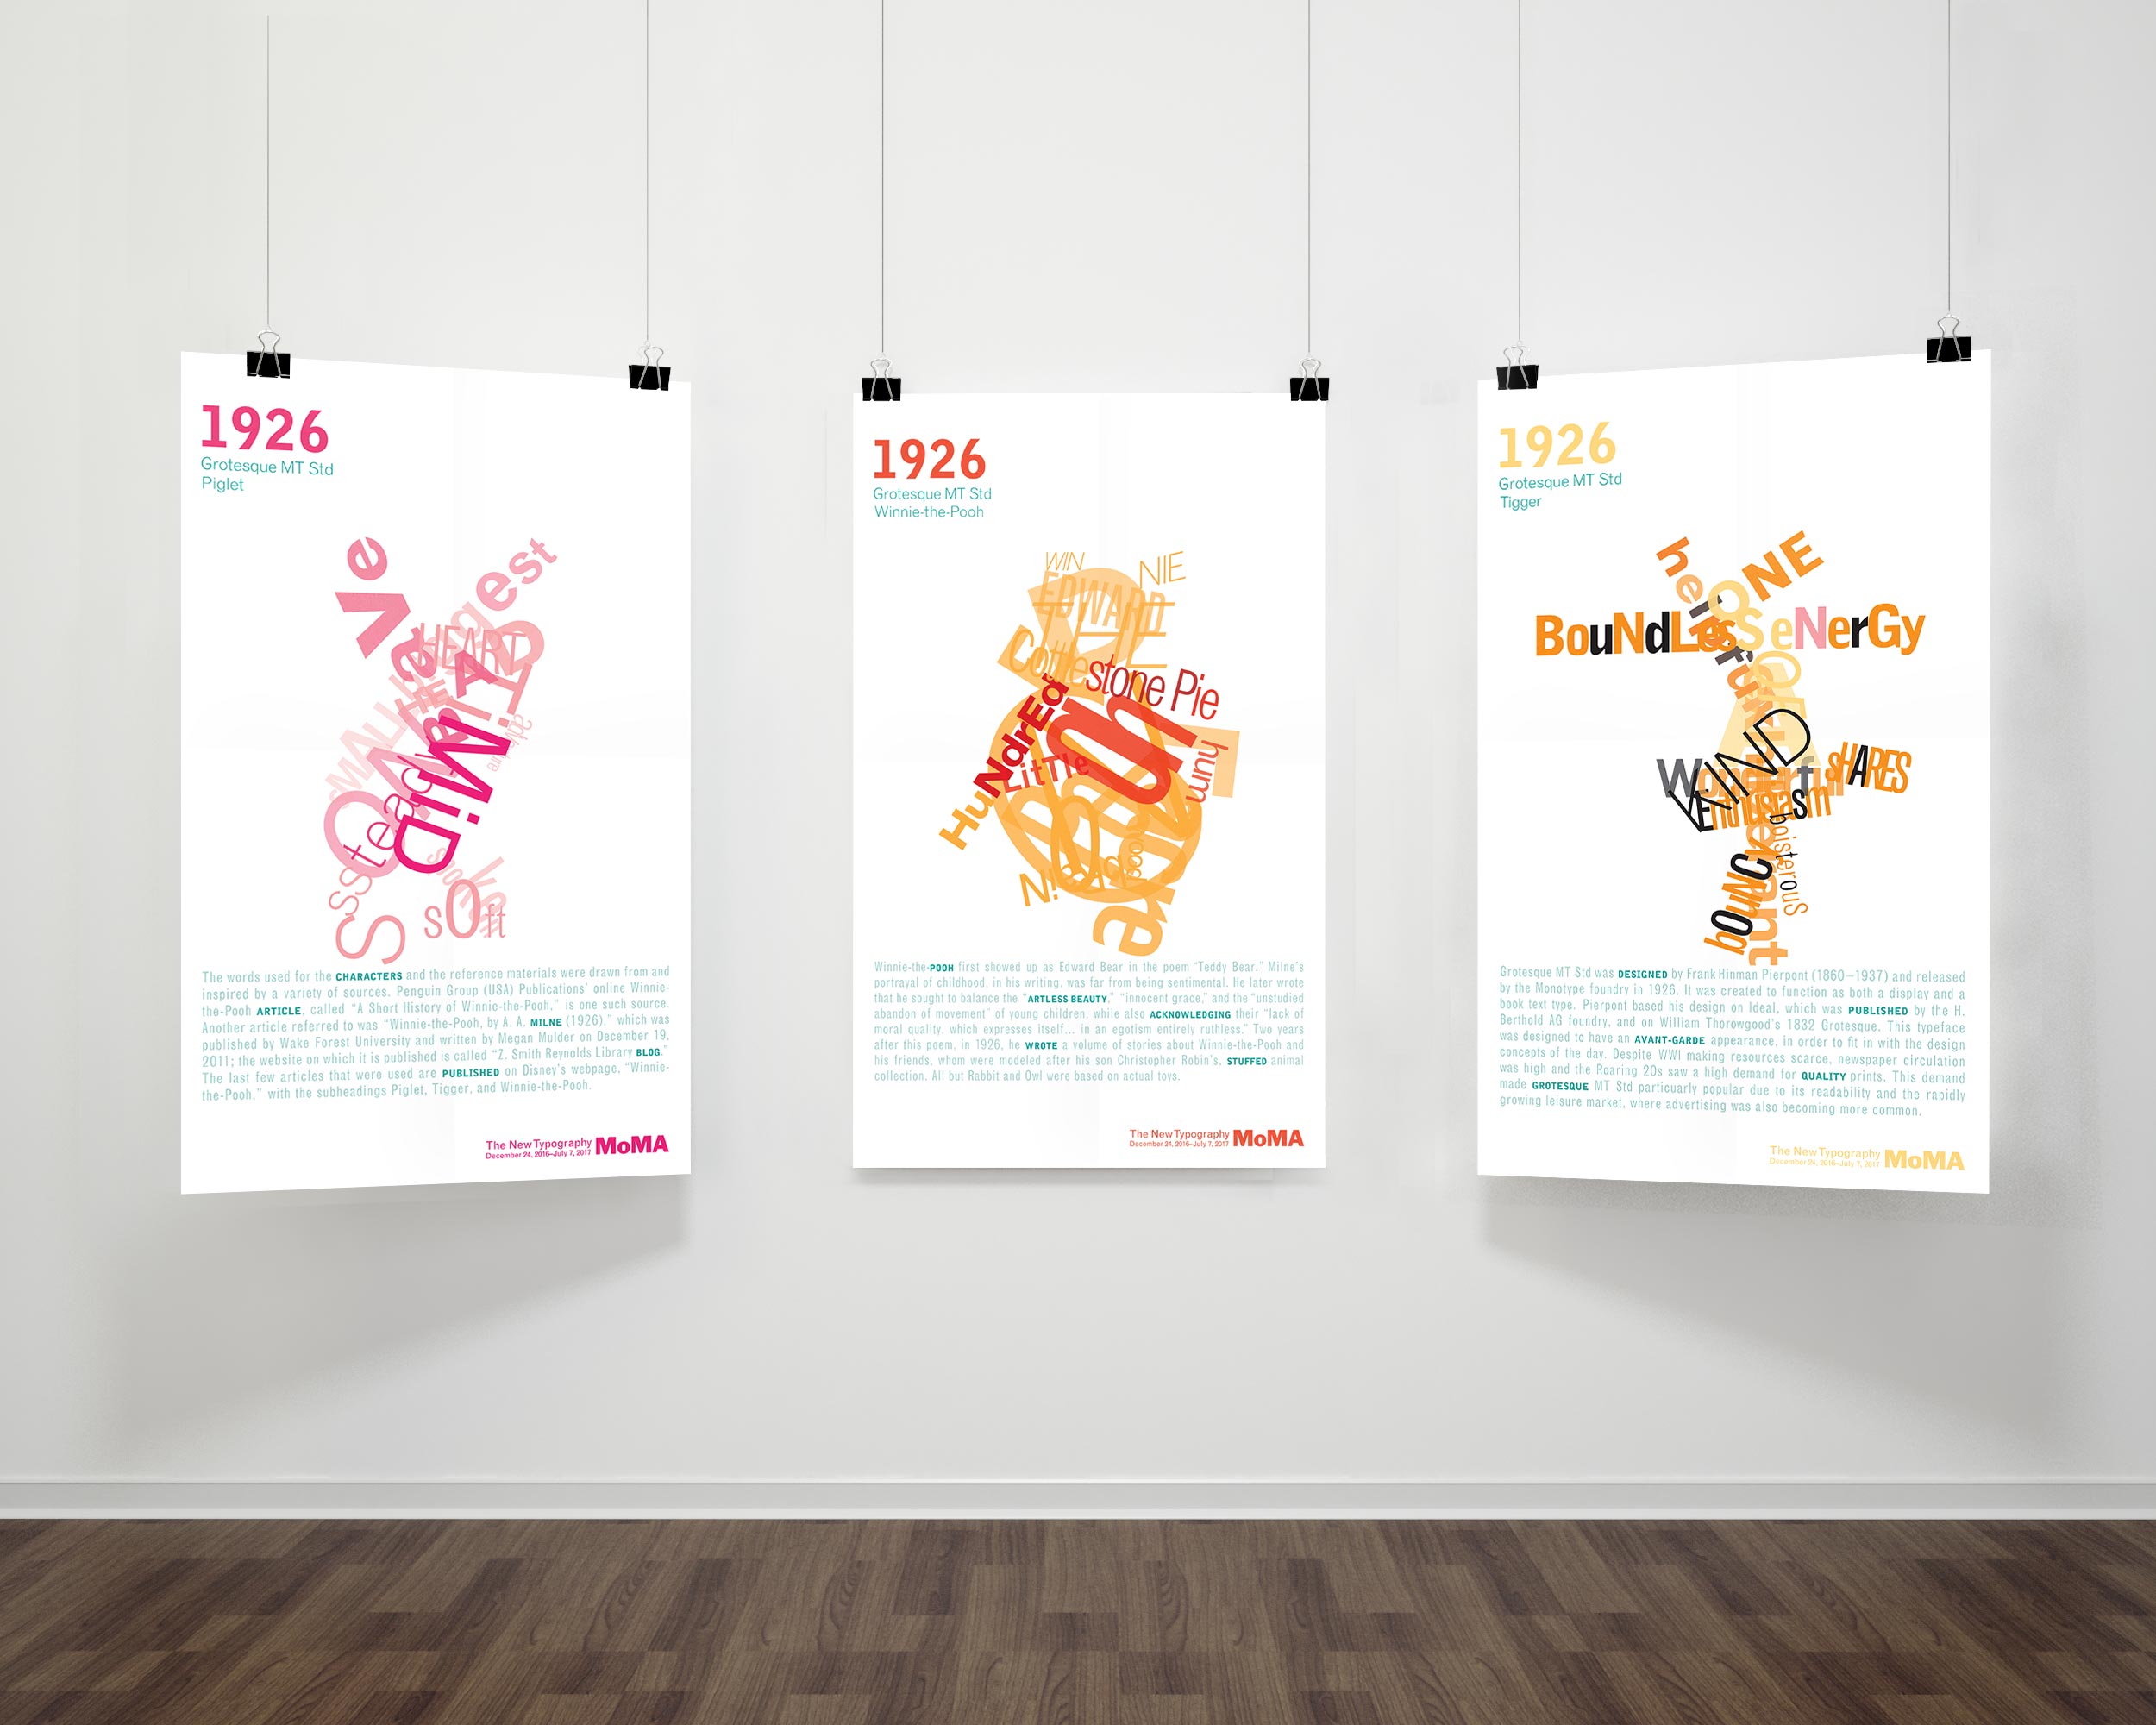 1926
Grotesque MT Std
Piglet
HEART
TiMiD
sOft
The words used for the CHARACTERS and the reference materials were drawn from and
inspired by a variety of sources. Penguin Group (USA) Publications' online Winnie-
the-Pooh ARTICLE, called “A Short History of Winnie-the-Pooh,” is one such source.
Another article referred to was “Winnie-the-Pooh, by A. A. MILNE (1926),” which was
published by Wake Forest University and written by Megan Mulder on December 19,
2011; the website on which it is published is called “Z. Smith Reynolds Library BLOG.”
The last few articles that were used are PUBLISHED on Disney's webpage, “Winnie-
the-Pooh,” with the subheadings Piglet, Tigger, and Winnie-the-Pooh.
The New Typography
December 24, 2016–July 7, 2017
MoMA
1926
Grotesque MT Std
Winnie-the-Pooh
WIN NIE
EDWARD
Cottlestone Pie
HuNdrEd
LitTle
hum
Winnie-the-POOH first showed up as Edward Bear in the poem “Teddy Bear.” Milne's
portrayal of childhood, in his writing, was far from being sentimental. He later wrote
that he sought to balance the “ARTLESS BEAUTY,” “innocent grace,” and the “unstudied
abandon of movement” of young children, while also ACKNOWLEDGING their “lack of
moral quality, which expresses itself... in an egotism entirely ruthless.” Two years
after this poem, in 1926, he WROTE a volume of stories about Winnie-the-Pooh and
his friends, whom were modeled after his son Christopher Robin's, STUFFED animal
collection. All but Rabbit and Owl were based on actual toys.
The New Typography
December 24, 2016–July 7, 2017
MoMA
1926
Grotesque MT Std
Tigger
ONE
BouNdLes eNerGy
KIND
sHARES
Enthusiasm
boisterouS
bOuNC
Grotesque MT Std was DESIGNED by Frank Hinman Pierpont (1860–1937) and released
by the Monotype foundry in 1926. It was created to function as both a display and a
book text type. Pierpont based his design on Ideal, which was PUBLISHED by the H.
Berthold AG foundry, and on William Thorowgood's 1832 Grotesque. This typeface
was designed to have an AVANT-GARDE appearance, in order to fit in with the design
concepts of the day. Despite WWI making resources scarce, newspaper circulation
was high and the Roaring 20s saw a high demand for QUALITY prints. This demand
made GROTESQUE MT Std particuarly popular due to its readability and the rapidly
growing leisure market, where advertising was also becoming more common.
The New Typography
December 24, 2016–July 7, 2017
MoMA